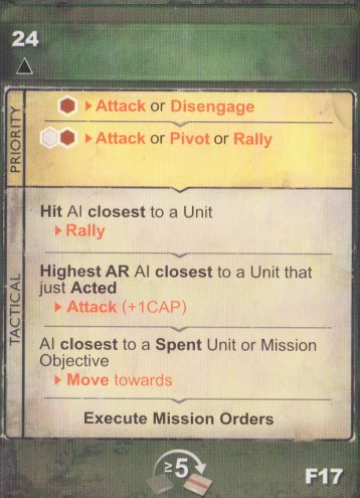 24
PRIORITY
▸Attack or Disengage
▸Attack or Pivot or Rally
TACTICAL
Hit AI closest to a Unit
▸Rally
Highest AR AI closest to a Unit that
just Acted
▸Attack (+1CAP)
AI closest to a Spent Unit or Mission
Objective
▸Move towards
Execute Mission Orders
≥5
F17